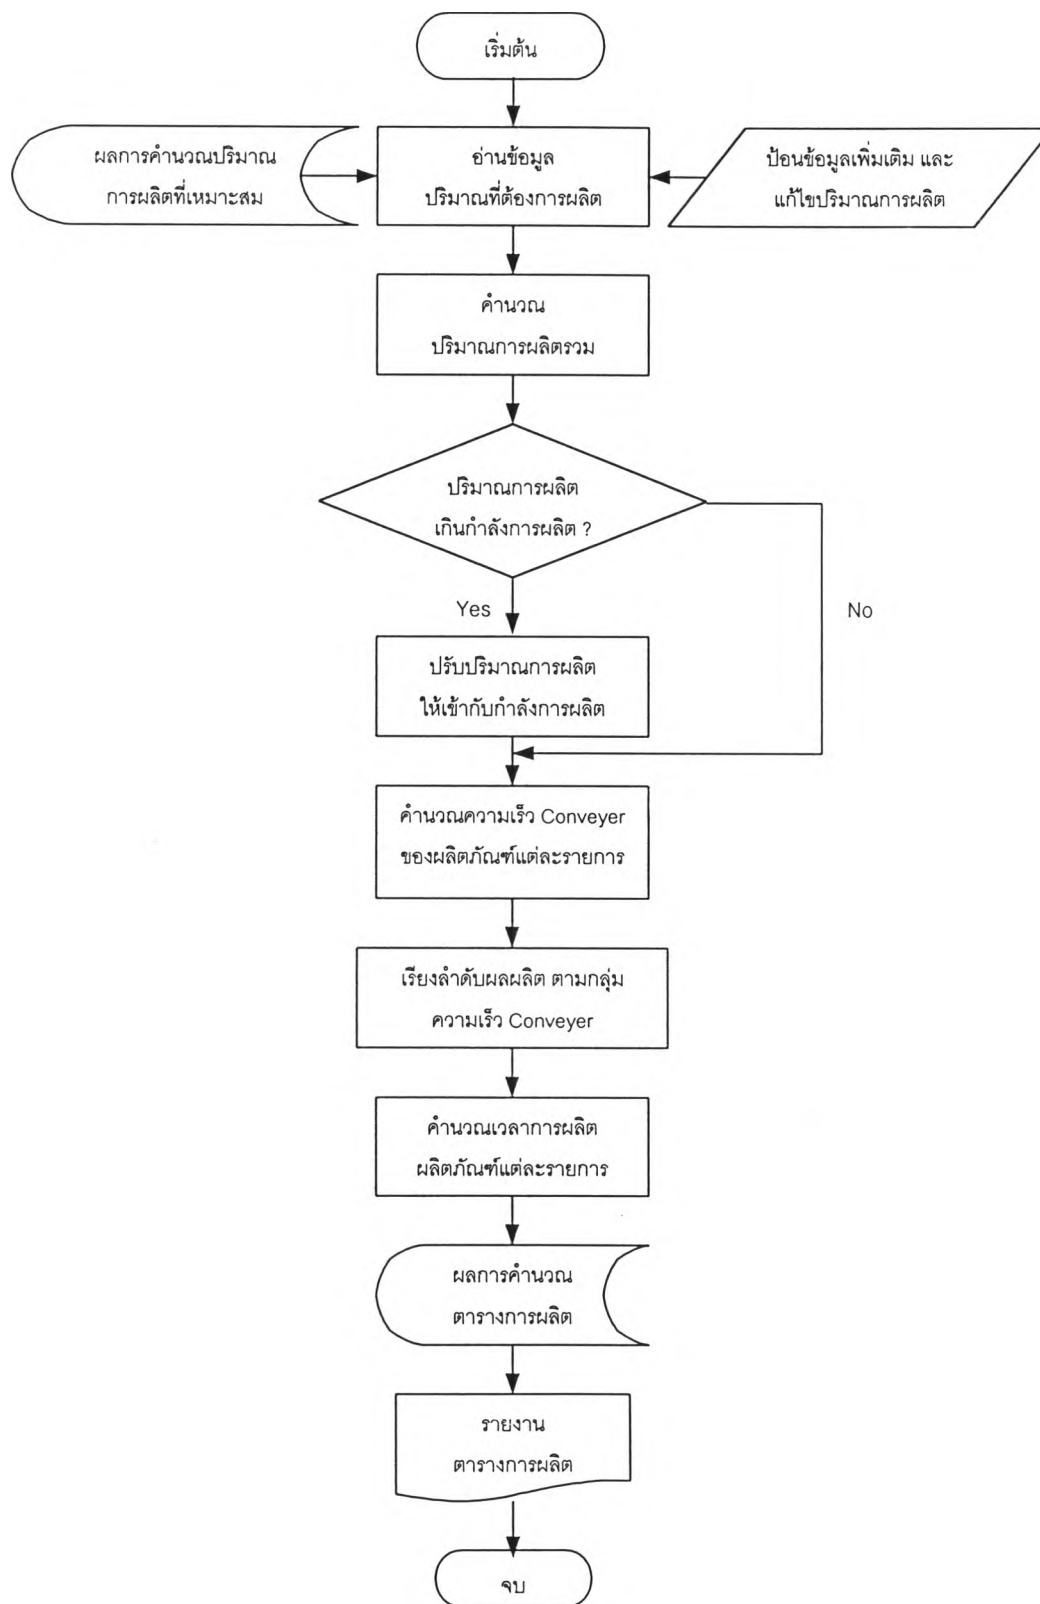 เริ่มต้น
ผลการคำนวณปริมาณ
การผลิตที่เหมาะสม
อ่านข้อมูล
ปริมาณที่ต้องการผลิต
ป้อนข้อมูลเพิ่มเติม และ
แก้ไขปริมาณการผลิต
คำนวณ
ปริมาณการผลิตรวม
ปริมาณการผลิต
เกินกำลังการผลิต ?
Yes
No
ปรับปริมาณการผลิต
ให้เข้ากับกำลังการผลิต
คำนวณความเร็ว Conveyer
ของผลิตภัณฑ์แต่ละรายการ
เรียงลำดับผลผลิต ตามกลุ่ม
ความเร็ว Conveyer
คำนวณเวลาการผลิต
ผลิตภัณฑ์แต่ละรายการ
ผลการคำนวณ
ตารางการผลิต
รายงาน
ตารางการผลิต
จบ